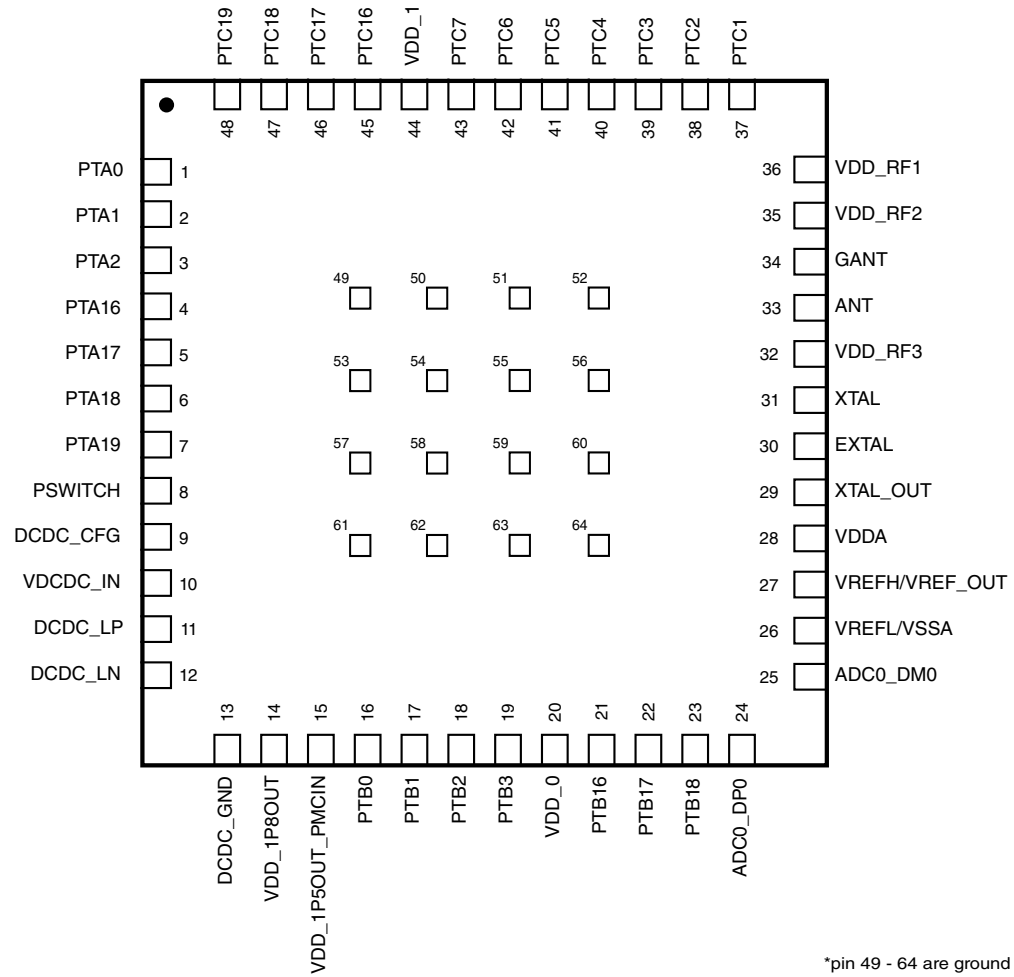 PTC19
PTC18
PTC17
PTC16
VDD_1
PTC7
PTC6
PTC5
PTC4
PTC3
PTC2
PTC1
48
47
46
45
44
43
42
41
40
39
38
37
PTA0 1
PTA1 2
PTA2 3
PTA16 4
PTA17 5
PTA18 6
PTA19 7
PSWITCH 8
DCDC_CFG 9
VDCDC_IN 10
DCDC_LP 11
DCDC_LN 12
49 50 51 52
53 54 55 56
57 58 59 60
61 62 63 64
36 VDD_RF1
35 VDD_RF2
34 GANT
33 ANT
32 VDD_RF3
31 XTAL
30 EXTAL
29 XTAL_OUT
28 VDDA
27 VREFH/VREF_OUT
26 VREFL/VSSA
25 ADC0_DM0
13
14
15
16
17
18
19
20
21
22
23
24
DCDC_GND
VDD_1P8OUT
VDD_1P5OUT_PMCIN
PTB0
PTB1
PTB2
PTB3
VDD_0
PTB16
PTB17
PTB18
ADC0_DP0
*pin 49 - 64 are ground